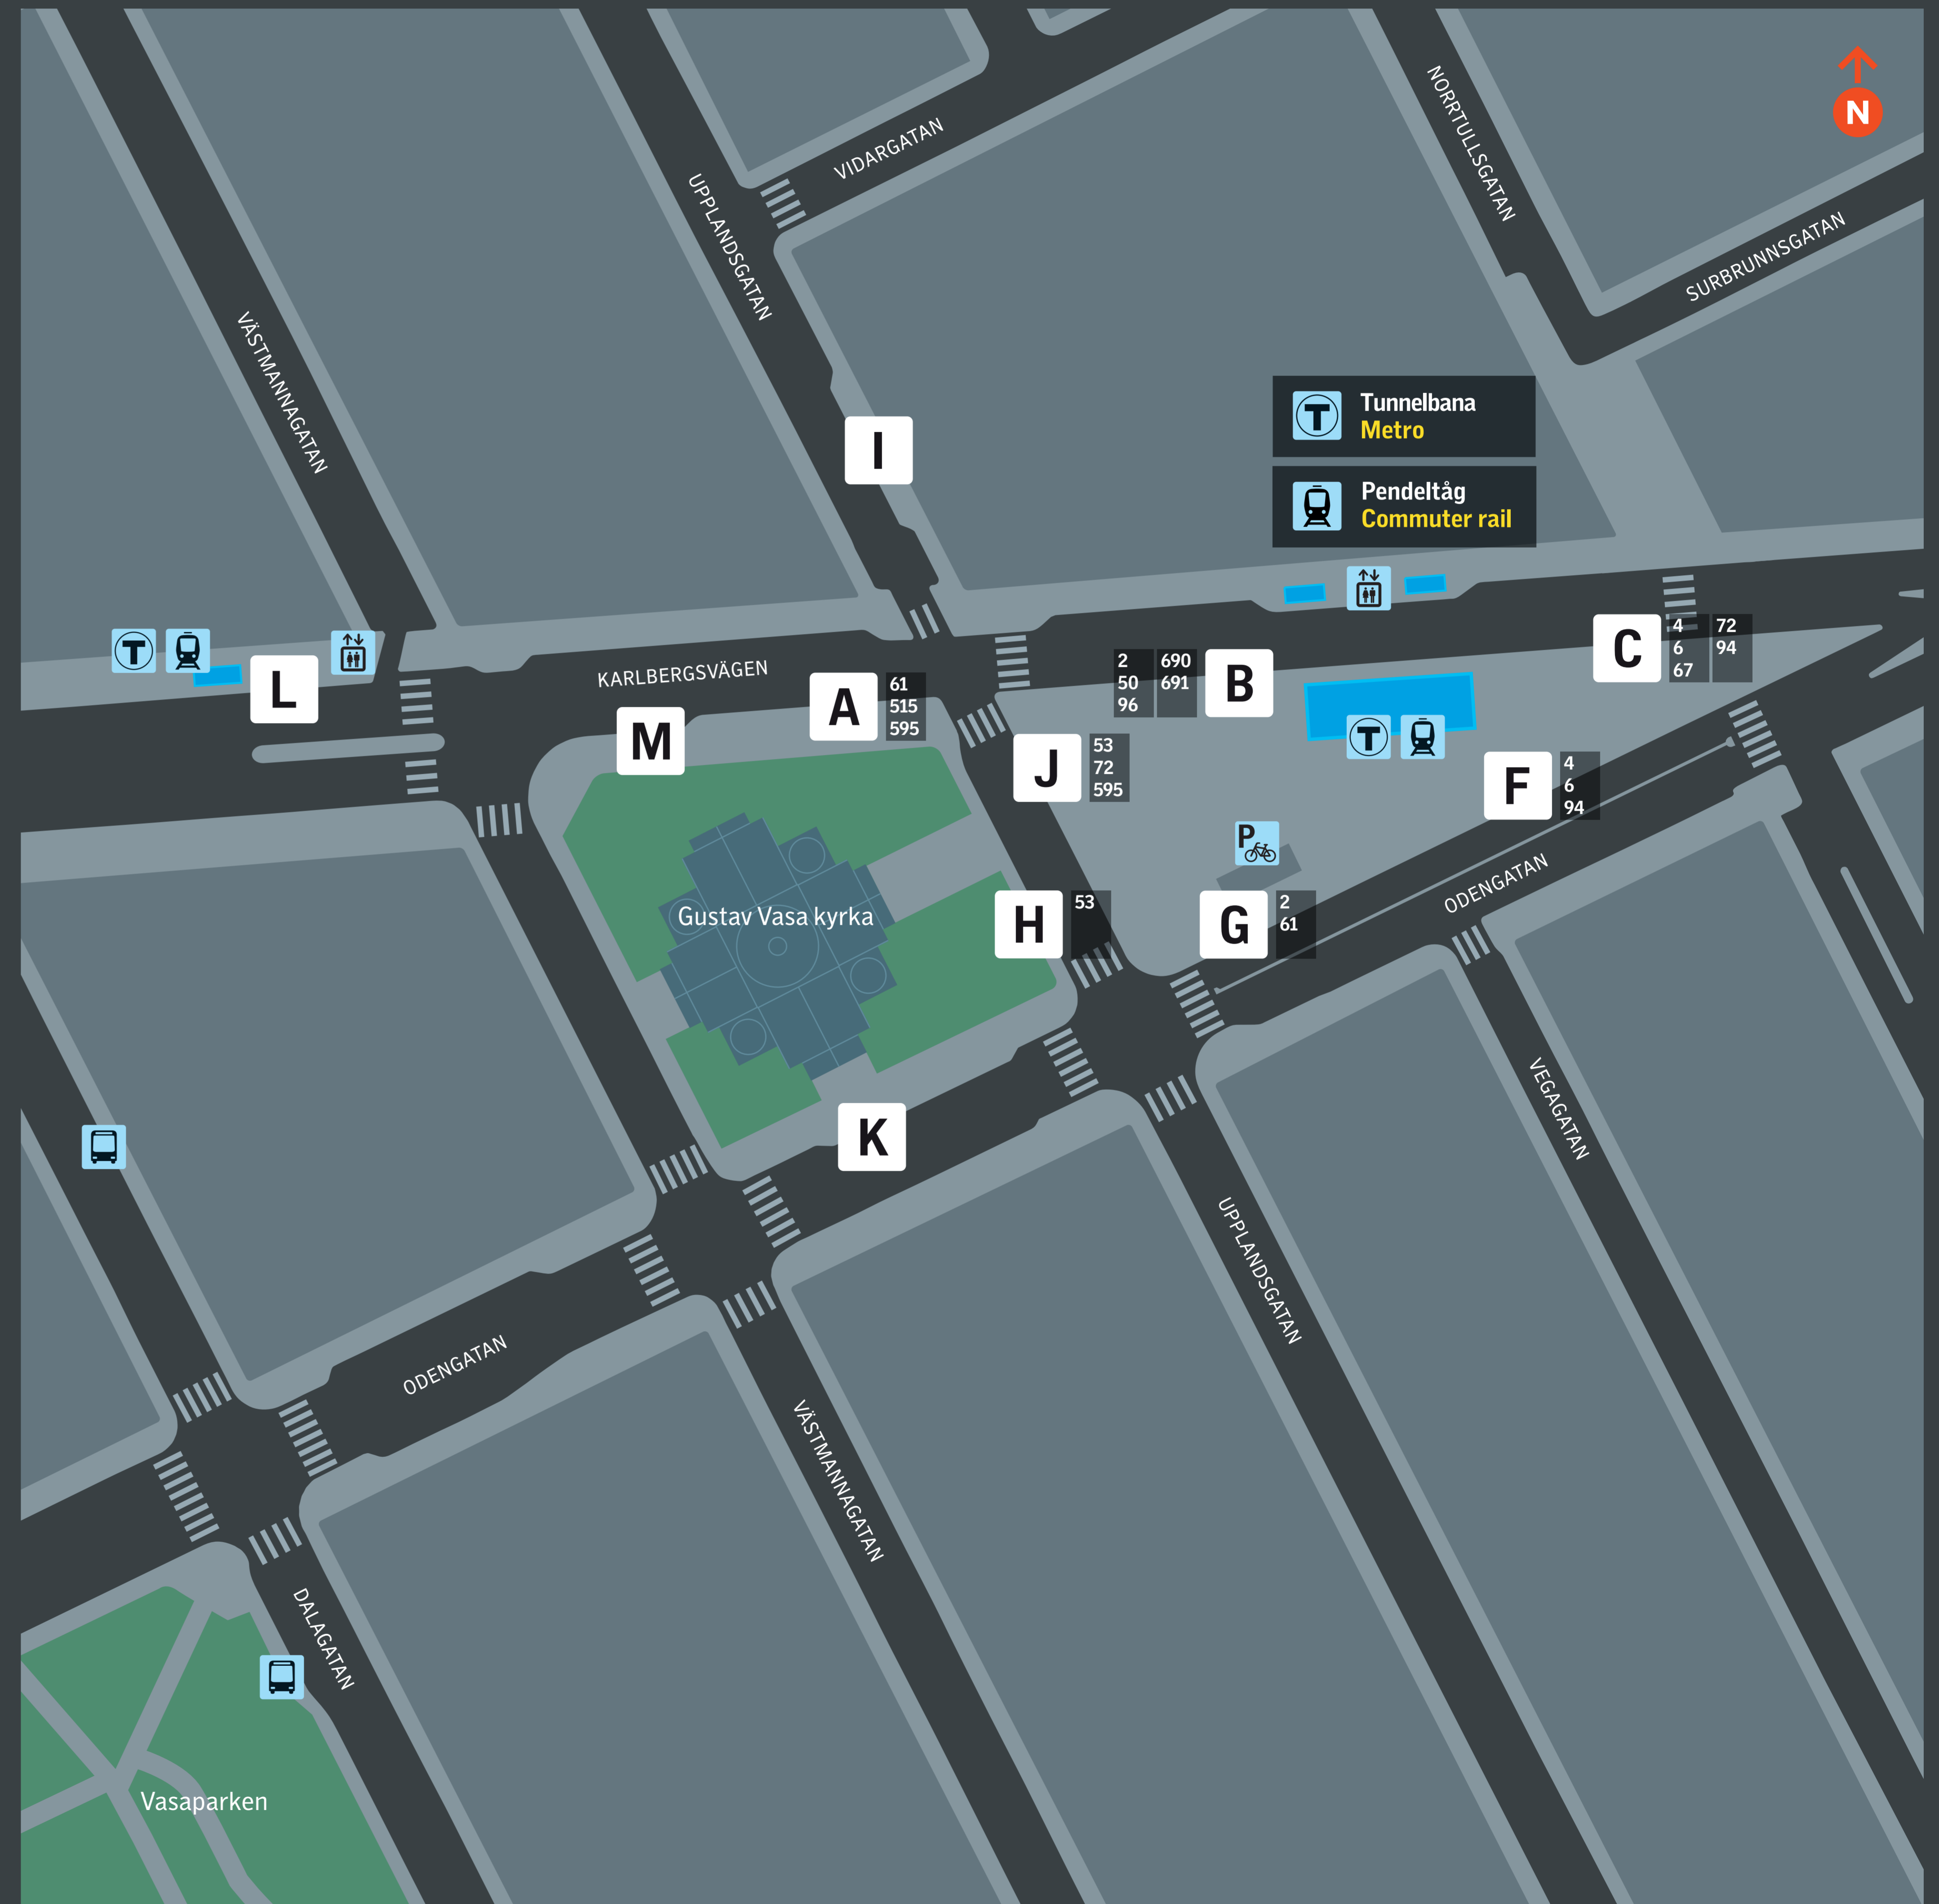 N
VIDARGATAN
NORRTULLSGATAN
UPPLANDSGATAN
SURBRUNNSGATAN
VÄSTMANNAGATAN
Tunnelbana
Metro
Pendeltåg
Commuter rail
I
T
L
KARLBERGSVÄGEN
M
A
61
515
595
2
50
96
690
691
B
C
4
6
67
72
94
T
J
53
72
595
F
4
6
94
P
ODENGATAN
Gustav Vasa kyrka
H
53
G
2
61
K
VEGAGATAN
UPPLANDSGATAN
ODENGATAN
VÄSTMANNAGATAN
DALAGATAN
Vasaparken
T